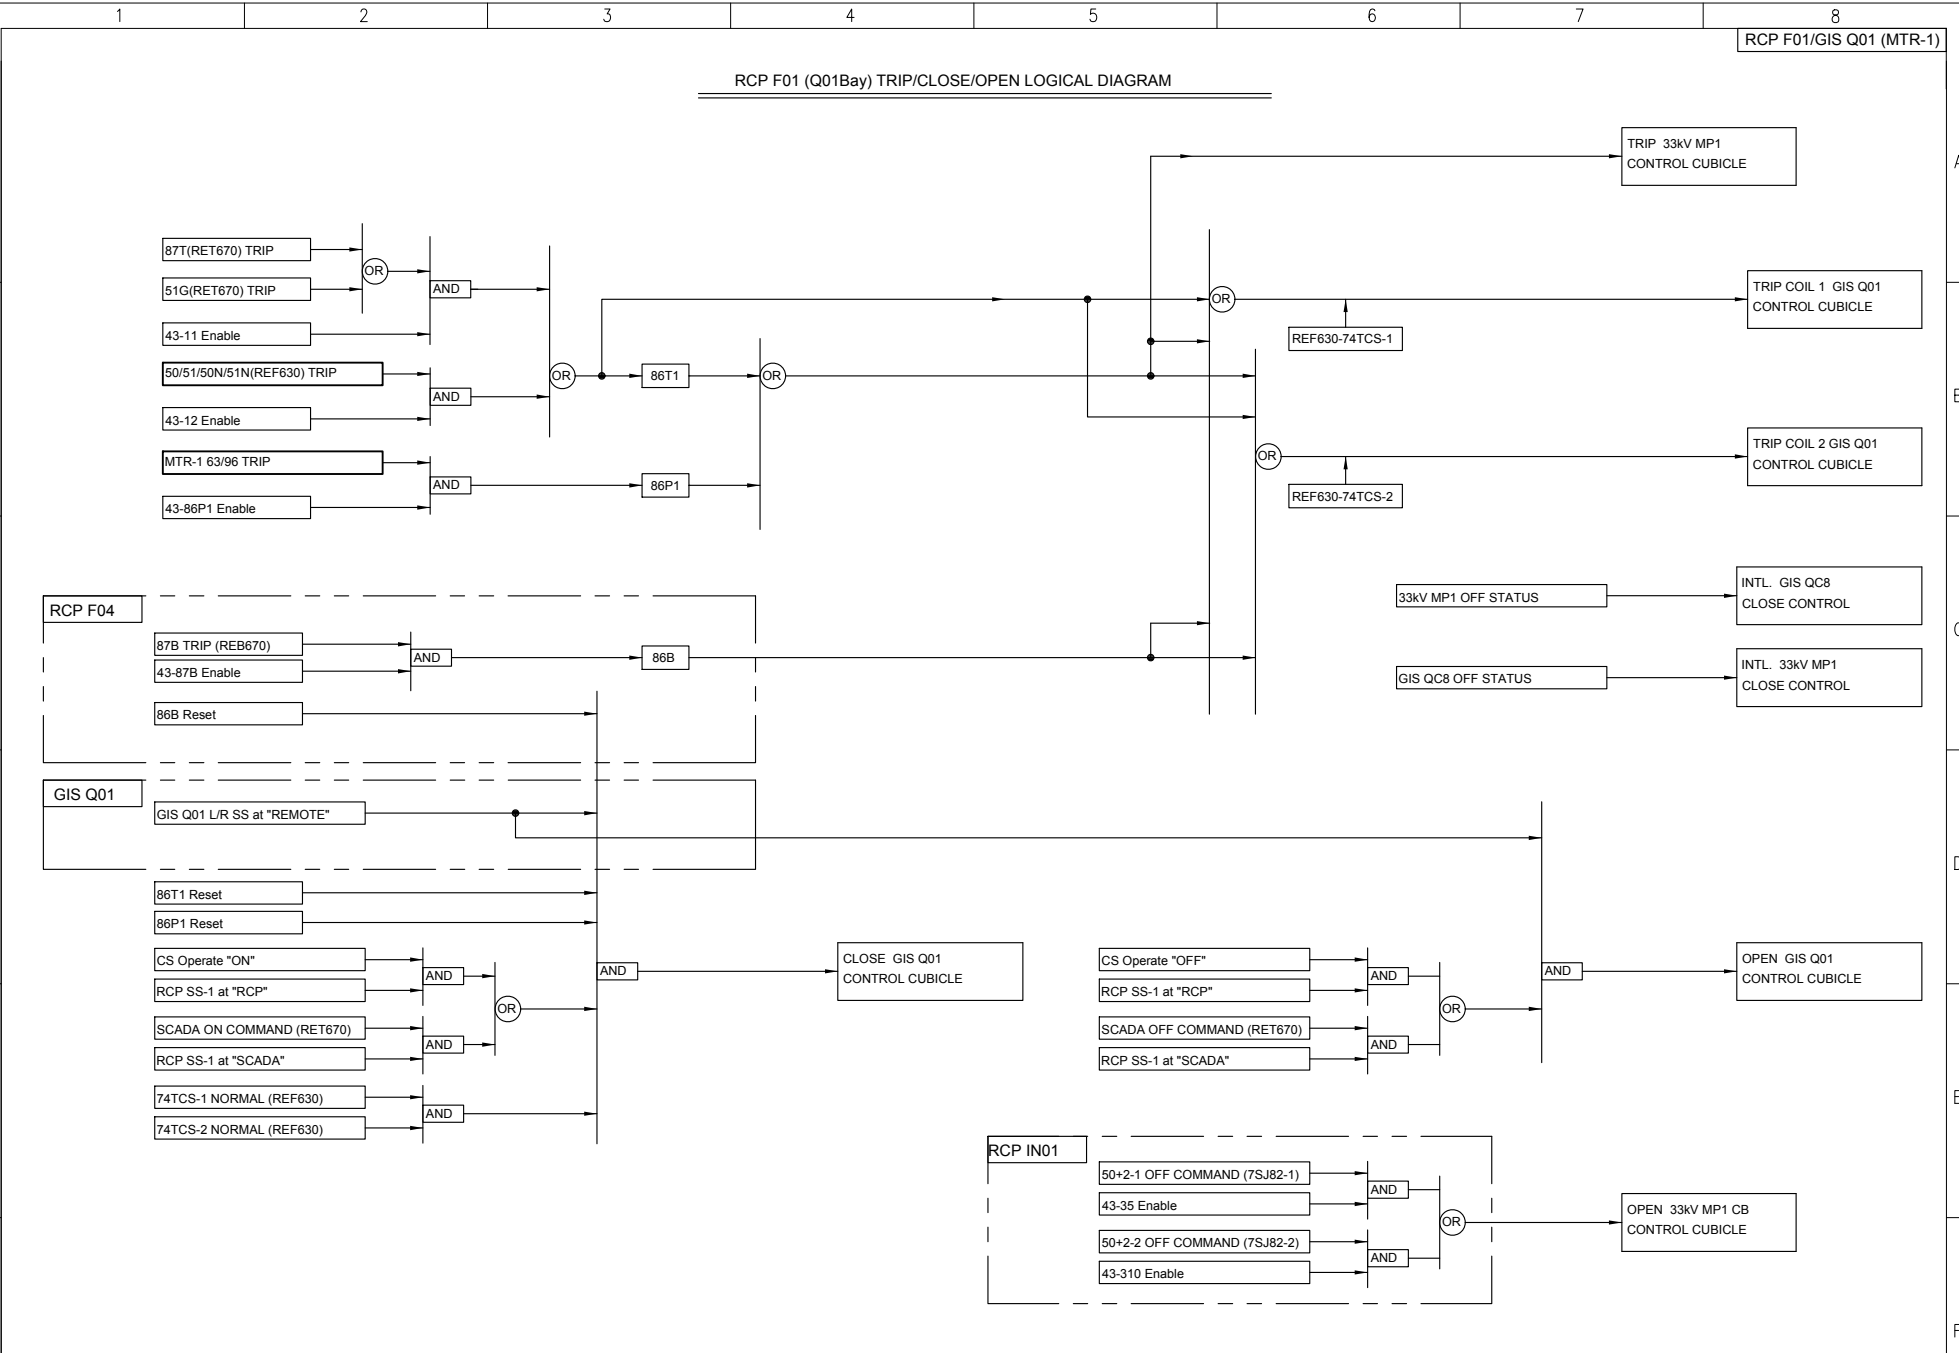 1 2 3 4 5 6 7 8
RCP F01/GIS Q01 (MTR-1)
RCP F01 (Q01Bay) TRIP/CLOSE/OPEN LOGICAL DIAGRAM
TRIP 33kV MP1
CONTROL CUBICLE
A
87T(RET670) TRIP
OR
51G(RET670) TRIP
AND
43-11 Enable
50/51/50N/51N(REF630) TRIP
AND
43-12 Enable
OR
86T1
OR
MTR-1 63/96 TRIP
AND
43-86P1 Enable
86P1
OR
REF630-74TCS-1
TRIP COIL 1 GIS Q01
CONTROL CUBICLE
B
OR
REF630-74TCS-2
TRIP COIL 2 GIS Q01
CONTROL CUBICLE
RCP F04
87B TRIP (REB670)
AND
43-87B Enable
86B
86B Reset
33kV MP1 OFF STATUS
INTL. GIS QC8
CLOSE CONTROL
C
GIS QC8 OFF STATUS
INTL. 33kV MP1
CLOSE CONTROL
GIS Q01
GIS Q01 L/R SS at "REMOTE"
86T1 Reset
86P1 Reset
D
CS Operate "ON"
AND
RCP SS-1 at "RCP"
OR
SCADA ON COMMAND (RET670)
AND
RCP SS-1 at "SCADA"
74TCS-1 NORMAL (REF630)
AND
74TCS-2 NORMAL (REF630)
AND
CLOSE GIS Q01
CONTROL CUBICLE
CS Operate "OFF"
AND
RCP SS-1 at "RCP"
OR
SCADA OFF COMMAND (RET670)
AND
RCP SS-1 at "SCADA"
AND
OPEN GIS Q01
CONTROL CUBICLE
E
RCP IN01
50+2-1 OFF COMMAND (7SJ82-1)
AND
43-35 Enable
OR
50+2-2 OFF COMMAND (7SJ82-2)
AND
43-310 Enable
OPEN 33kV MP1 CB
CONTROL CUBICLE
F